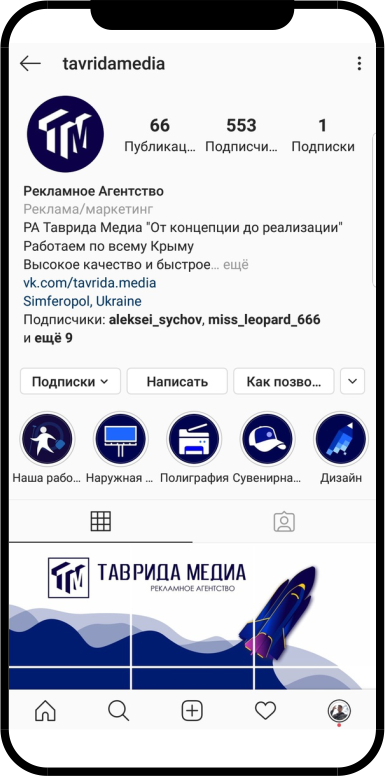 tavridamedia
TM
66 553 1
Публикац... Подписчи... Подписки
Рекламное Агентство
Реклама/маркетинг
РА Таврида Медиа "От концепции до реализации"
Работаем по всему Крыму
Высокое качество и быстрое... ещё
vk.com/tavrida.media
Simferopol, Ukraine
Подписчики: aleksei_sychov, miss_leopard_666
и ещё 9
Подписки Написать Как позво...
Наша рабо... Наружная ... Полиграфия Сувенирна... Дизайн
TM ТАВРИДА МЕДИА
РЕКЛАМНОЕ АГЕНТСТВО